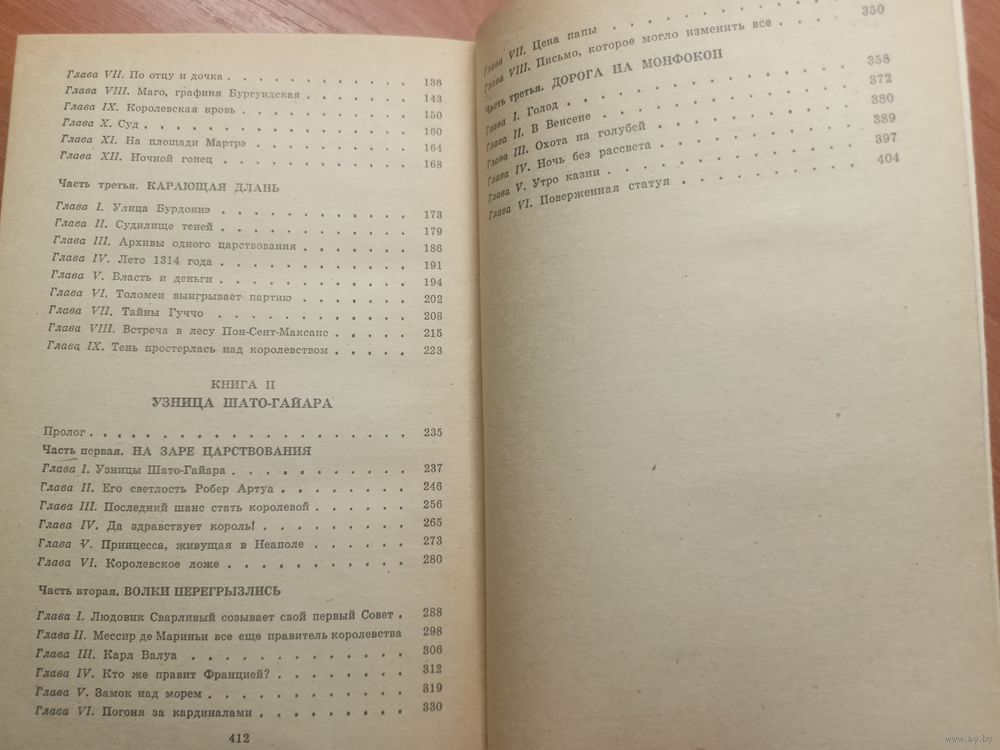 Глава VII. По отцу и дочка . . . . . . . . . . . . 136
Глава VIII. Маго, графиня Бургундская . . . . . . . 143
Глава IX. Королевская кровь . . . . . . . . . . . 150
Глава X. Суд . . . . . . . . . . . . . . . . 160
Глава XI. На площади Мартрэ . . . . . . . . . . 164
Глава XII. Ночной гонец . . . . . . . . . . . . 168
Часть третья. КАРАЮЩАЯ ДЛАНЬ
Глава I. Улица Бурдоннэ . . . . . . . . . . . . 173
Глава II. Судилище теней . . . . . . . . . . . . 179
Глава III. Архивы одного царствования . . . . . . . 186
Глава IV. Лето 1314 года . . . . . . . . . . . . 191
Глава V. Власть и деньги . . . . . . . . . . . . 194
Глава VI. Толомеи выигрывает партию . . . . . . . 202
Глава VII. Тайны Гуччо . . . . . . . . . . . . 208
Глава VIII. Встреча в лесу Пон-Сент-Максанс . . . . . 215
Глава IX. Тень простерлась над королевством . . . . . 223
КНИГА II
УЗНИЦА ШАТО-ГАЙАРА
Пролог . . . . . . . . . . . . . . . . . . . 235
Часть первая. НА ЗАРЕ ЦАРСТВОВАНИЯ
Глава I. Узницы Шато-Гайара . . . . . . . . . . . 237
Глава II. Его светлость Робер Артуа . . . . . . . . 246
Глава III. Последний шанс стать королевой . . . . . . 256
Глава IV. Да здравствует король! . . . . . . . . . 265
Глава V. Принцесса, живущая в Неаполе . . . . . . 273
Глава VI. Королевское ложе . . . . . . . . . . . 280
Часть вторая. ВОЛКИ ПЕРЕГРЫЗЛИСЬ
Глава I. Людовик Сварливый созывает свой первый Совет . 288
Глава II. Мессир де Мариньи все еще правитель королевства 298
Глава III. Карл Валуа . . . . . . . . . . . . . 306
Глава IV. Кто же правит Францией? . . . . . . . . 312
Глава V. Замок над морем . . . . . . . . . . . . 319
Глава VI. Погоня за кардиналами . . . . . . . . . 330
412
Глава VII. Цена папы . . . . . . . . . . . .
Глава VIII. Письмо, которое могло изменить все . . . . 350
Часть третья. ДОРОГА НА МОНФОКОН
Глава I. Голод . . . . . . . . . . . . . . . 358
Глава II. В Венсене . . . . . . . . . . . . . 372
Глава III. Охота на голубей . . . . . . . . . . . 380
Глава IV. Ночь без рассвета . . . . . . . . . . . 389
Глава V. Утро казни . . . . . . . . . . . . . 397
Глава VI. Поверженная статуя . . . . . . . . . . 404
www.ay.by